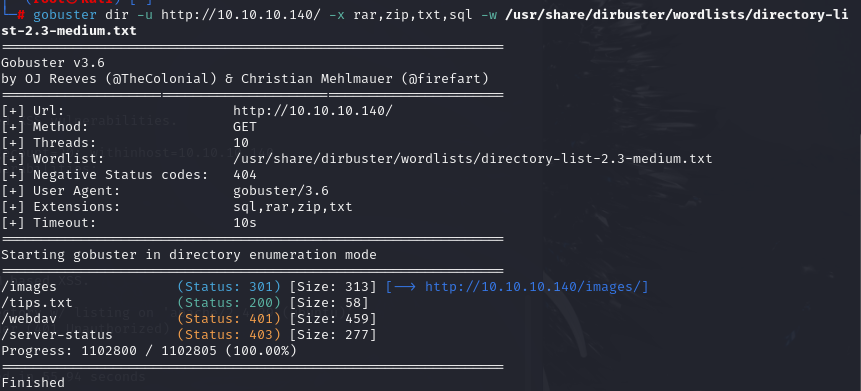 (root㉿kali)-[~]
└─# gobuster dir -u http://10.10.10.140/ -x rar,zip,txt,sql -w /usr/share/dirbuster/wordlists/directory-li
st-2.3-medium.txt
===============================================================
Gobuster v3.6
by OJ Reeves (@TheColonial) & Christian Mehlmauer (@firefart)
===============================================================
[+] Url:                     http://10.10.10.140/
[+] Method:                  GET
[+] Threads:                 10
[+] Wordlist:                /usr/share/dirbuster/wordlists/directory-list-2.3-medium.txt
[+] Negative Status codes:   404
[+] User Agent:              gobuster/3.6
[+] Extensions:              sql,rar,zip,txt
[+] Timeout:                 10s
===============================================================
Starting gobuster in directory enumeration mode
===============================================================
/images               (Status: 301) [Size: 313] [--> http://10.10.10.140/images/]
/tips.txt             (Status: 200) [Size: 58]
/webdav               (Status: 401) [Size: 459]
/server-status        (Status: 403) [Size: 277]
Progress: 1102800 / 1102805 (100.00%)
===============================================================
Finished